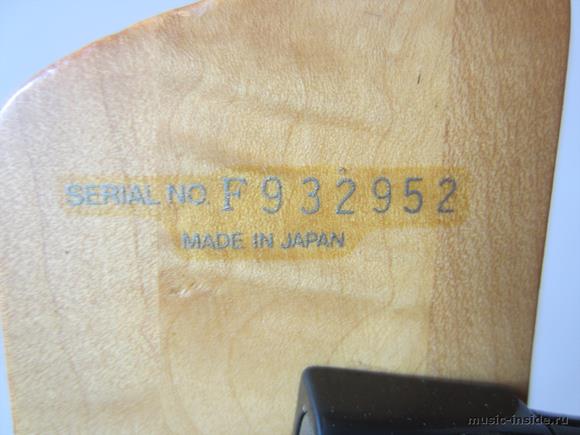 SERIAL NO. F932952
MADE IN JAPAN
music-inside.ru